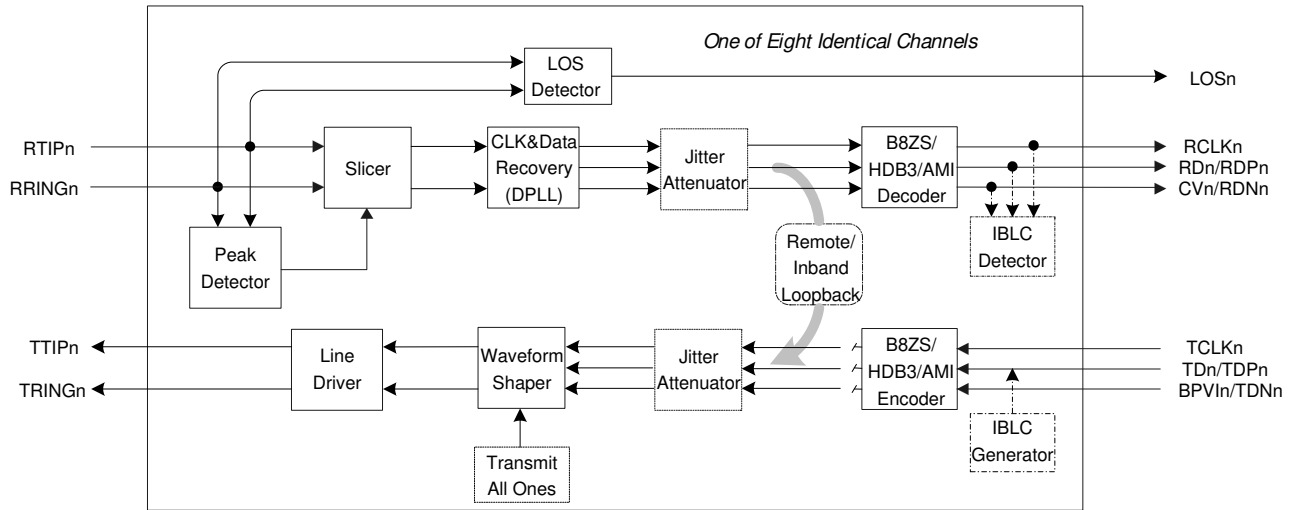 One of Eight Identical Channels
LOS
Detector
LOSn
RTIPn
RRINGn
Slicer
CLK&Data
Recovery
(DPLL)
Jitter
Attenuator
B8ZS/
HDB3/AMI
Decoder
RCLKn
RDn/RDPn
CVn/RDNn
Peak
Detector
Remote/
Inband
Loopback
IBLC
Detector
TTIPn
TRINGn
Line
Driver
Waveform
Shaper
Jitter
Attenuator
B8ZS/
HDB3/AMI
Encoder
TCLKn
TDn/TDPn
BPVIn/TDNn
Transmit
All Ones
IBLC
Generator